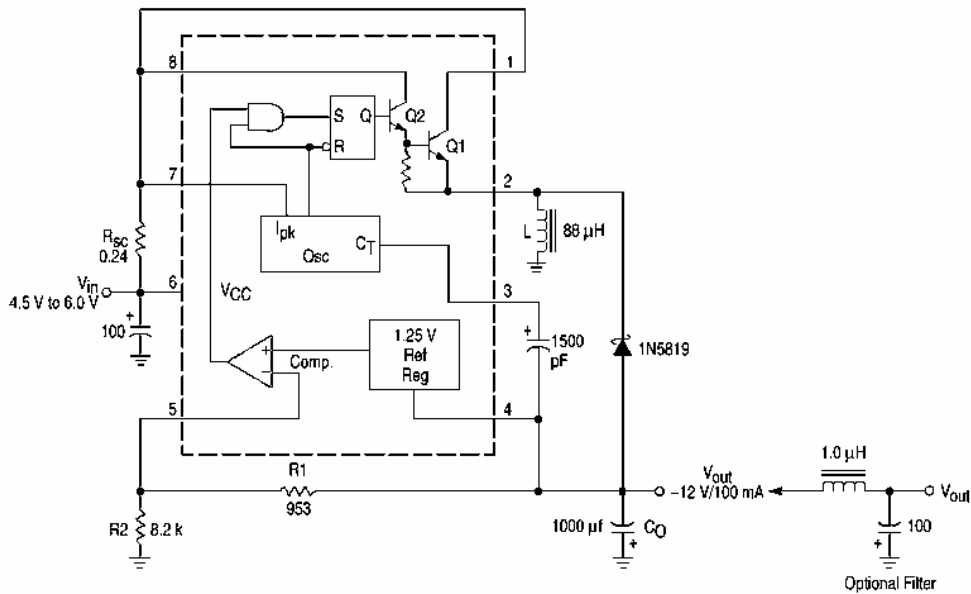 8
1
Q2
S
Q
R
Q1
7
2
Ipk
Osc
CT
L
88 µH
Rsc
0.24
Vin
4.5 V to 6.0 V
6
VCC
3
100
+
1.25 V
Ref
Reg
+
1500
pF
1N5819
+
−
Comp.
5
4
R1
953
Vout
−12 V/100 mA
1.0 µH
Vout
R2
8.2 k
1000 µf
CO
+
100
+
Optional Filter